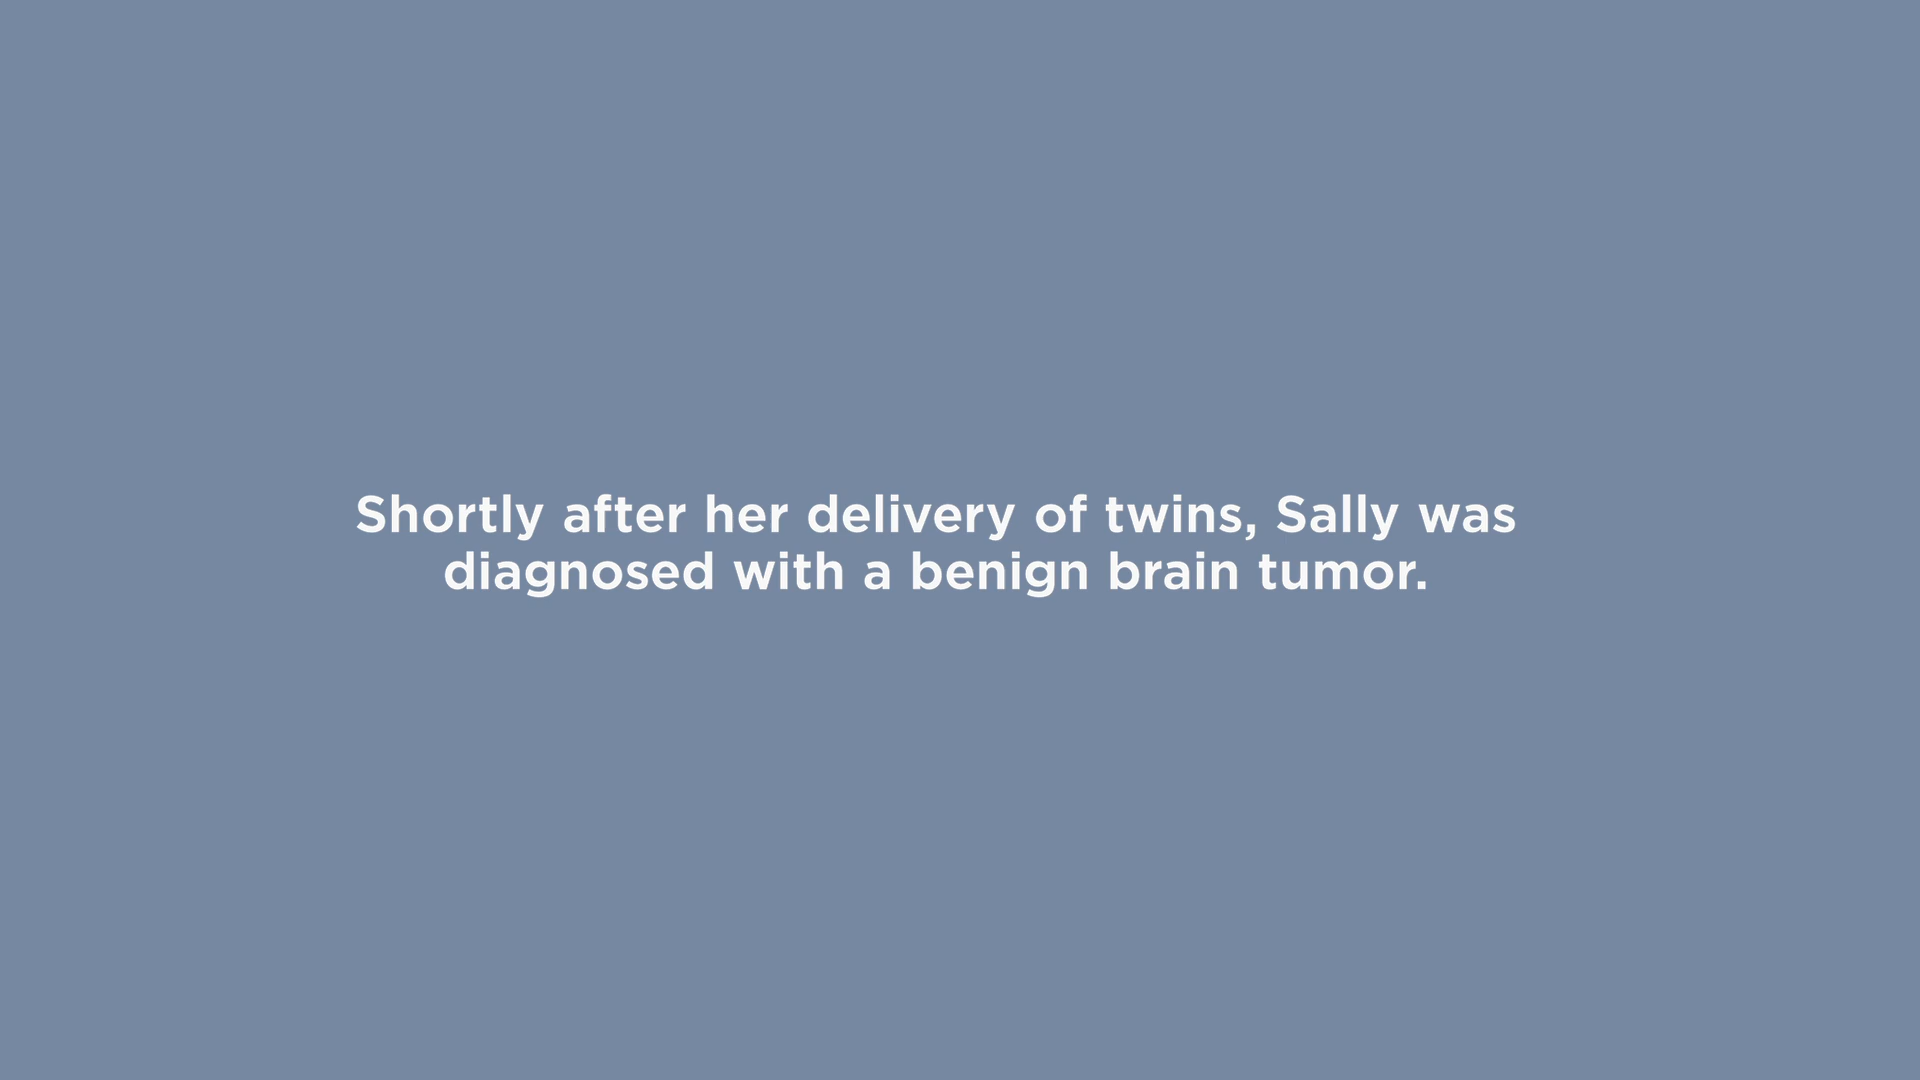 Shortly after her delivery of twins, Sally was
diagnosed with a benign brain tumor.